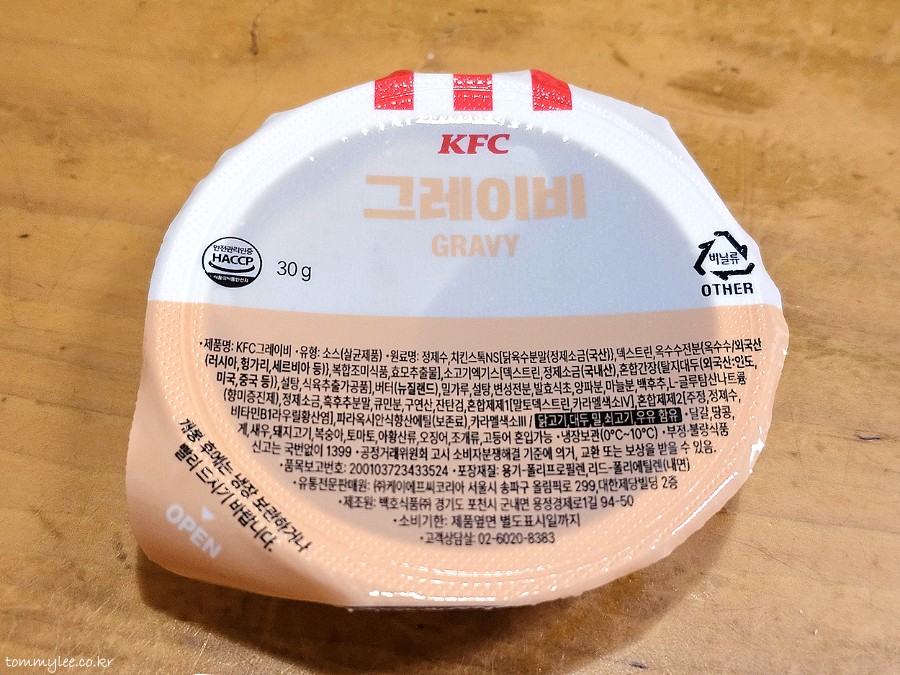 KFC
그레이비
GRAVY
안전관리인증
HACCP
30 g
비닐류
OTHER
•제품명: KFC그레이비 •유형: 소스(살균제품) •원료명: 정제수,치킨스톡NS[닭육수분말{정제소금(국산)},덱스트린,옥수수전분{옥수수/외국산
(러시아, 헝가리, 세르비아 등)},복합조미식품,효모추출물],소고기엑기스[덱스트린,정제소금(국내산),혼합간장{탈지대두(외국산:인도,
미국,중국 등)},설탕,식육추출가공품],버터(뉴질랜드),밀가루,설탕,변성전분,발효식초,양파분,마늘분,백후추,L-글루탐산나트륨
(향미증진제),정제소금,흑후추분말,큐민분,구연산,잔탄검,혼합제제1[말토덱스트린,카라멜색소Ⅳ],혼합제제2[주정,정제수,
비타민B1라우릴황산염],파라옥시안식향산에틸(보존료),카라멜색소III / 닭고기,대두,밀,쇠고기,우유 함유 •달걀,땅콩,
게,새우,돼지고기,복숭아,토마토,아황산류,오징어,조개류,고등어 혼입가능 •냉장보관(0°C~10°C) •부정·불량식품
신고는 국번없이 1399 •공정거래위원회 고시 소비자분쟁해결 기준에 의거, 교환 또는 보상을 받을 수 있음.
•품목보고번호: 200103723433524 •포장재질: 용기-폴리프로필렌,리드-폴리에틸렌(내면)
•유통전문판매원: ㈜케이에프씨코리아 서울시 송파구 올림픽로 299,대한제당빌딩 2층
•제조원: 백호식품㈜ 경기도 포천시 군내면 용정경제로1길 94-50
•소비기한: 제품옆면 별도표시일까지
•고객상담실: 02-6020-8383
개봉 후에는 냉장 보관하거나
빨리 드시기 바랍니다.
OPEN
tommylee.co.kr